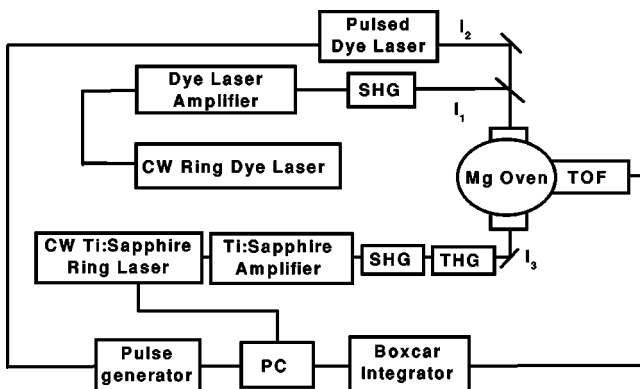 Pulsed
Dye Laser
I2
Dye Laser
Amplifier
SHG
I1
CW Ring Dye Laser
Mg Oven
TOF
CW Ti:Sapphire
Ring Laser
Ti:Sapphire
Amplifier
SHG
THG
I3
Pulse
generator
PC
Boxcar
Integrator